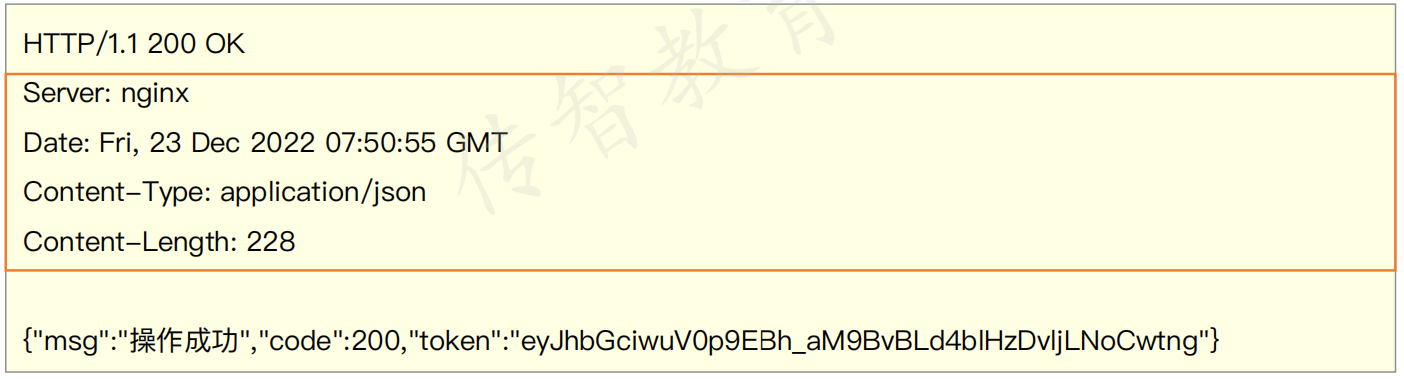 HTTP/1.1 200 OK
Server: nginx
Date: Fri, 23 Dec 2022 07:50:55 GMT
Content-Type: application/json
Content-Length: 228
{"msg":"操作成功","code":200,"token":"eyJhbGciwuV0p9EBh_aM9BvBLd4blHzDvljLNoCwtng"}
传智教育